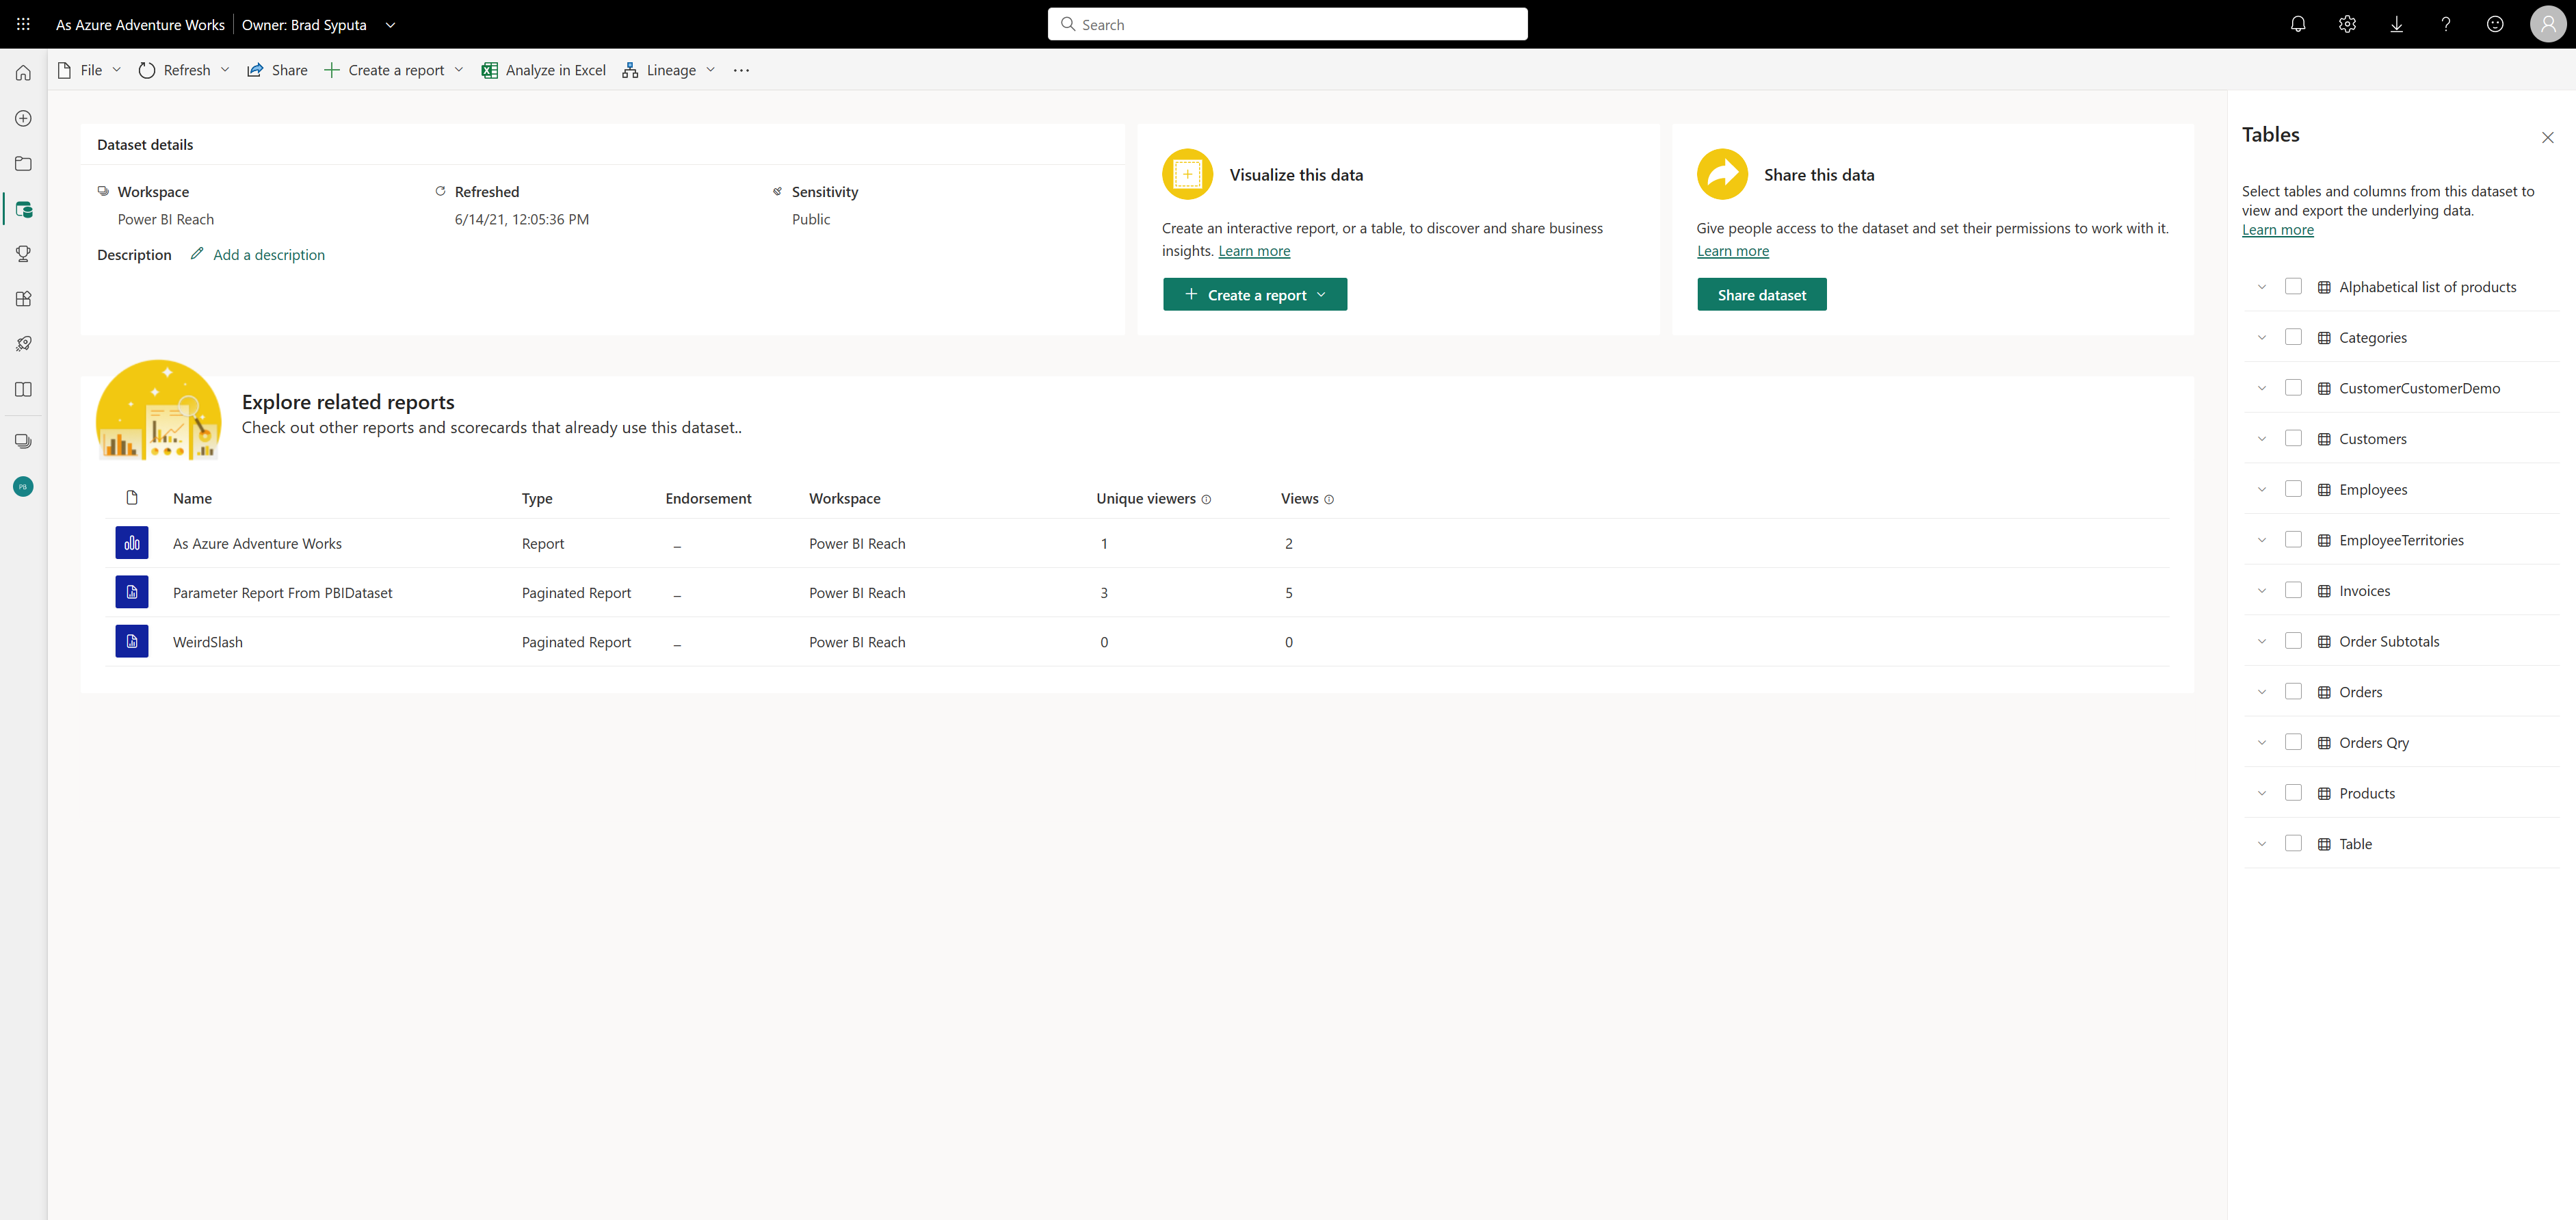 As Azure Adventure Works Owner: Brad Syputa
Search
File Refresh Share Create a report Analyze in Excel Lineage
Dataset details
Workspace
Power BI Reach
Refreshed
6/14/21, 12:05:36 PM
Sensitivity
Public
Description Add a description
Visualize this data
Create an interactive report, or a table, to discover and share business
insights. Learn more
Create a report
Share this data
Give people access to the dataset and set their permissions to work with it.
Learn more
Share dataset
Explore related reports
Check out other reports and scorecards that already use this dataset..
Name Type Endorsement Workspace Unique viewers Views
As Azure Adventure Works Report – Power BI Reach 1 2
Parameter Report From PBIDataset Paginated Report – Power BI Reach 3 5
WeirdSlash Paginated Report – Power BI Reach 0 0
PB
Tables
Select tables and columns from this dataset to
view and export the underlying data.
Learn more
Alphabetical list of products
Categories
CustomerCustomerDemo
Customers
Employees
EmployeeTerritories
Invoices
Order Subtotals
Orders
Orders Qry
Products
Table